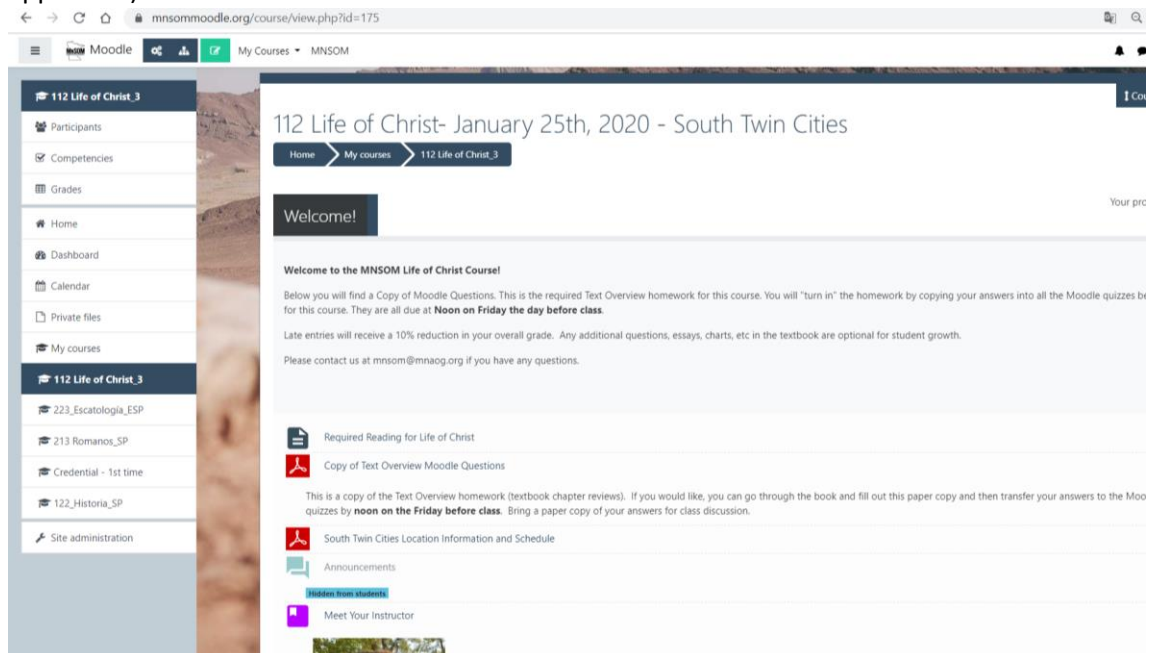 mnsommoodle.org/course/view.php?id=175
MNSOM Moodle My Courses MNSOM
112 Life of Christ_3
Participants
Competencies
Grades
Home
Dashboard
Calendar
Private files
My courses
112 Life of Christ_3
223_Escatología_ESP
213 Romanos_SP
Credential - 1st time
122_Historia_SP
Site administration
112 Life of Christ- January 25th, 2020 - South Twin Cities
Home My courses 112 Life of Christ_3
Welcome!
Welcome to the MNSOM Life of Christ Course!
Below you will find a Copy of Moodle Questions. This is the required Text Overview homework for this course. You will "turn in" the homework by copying your answers into all the Moodle quizzes be
for this course. They are all due at Noon on Friday the day before class.
Late entries will receive a 10% reduction in your overall grade. Any additional questions, essays, charts, etc in the textbook are optional for student growth.
Please contact us at mnsom@mnaog.org if you have any questions.
Required Reading for Life of Christ
Copy of Text Overview Moodle Questions
This is a copy of the Text Overview homework (textbook chapter reviews). If you would like, you can go through the book and fill out this paper copy and then transfer your answers to the Moo
quizzes by noon on the Friday before class. Bring a paper copy of your answers for class discussion.
South Twin Cities Location Information and Schedule
Announcements
Hidden from students
Meet Your Instructor
Cou
Your pro